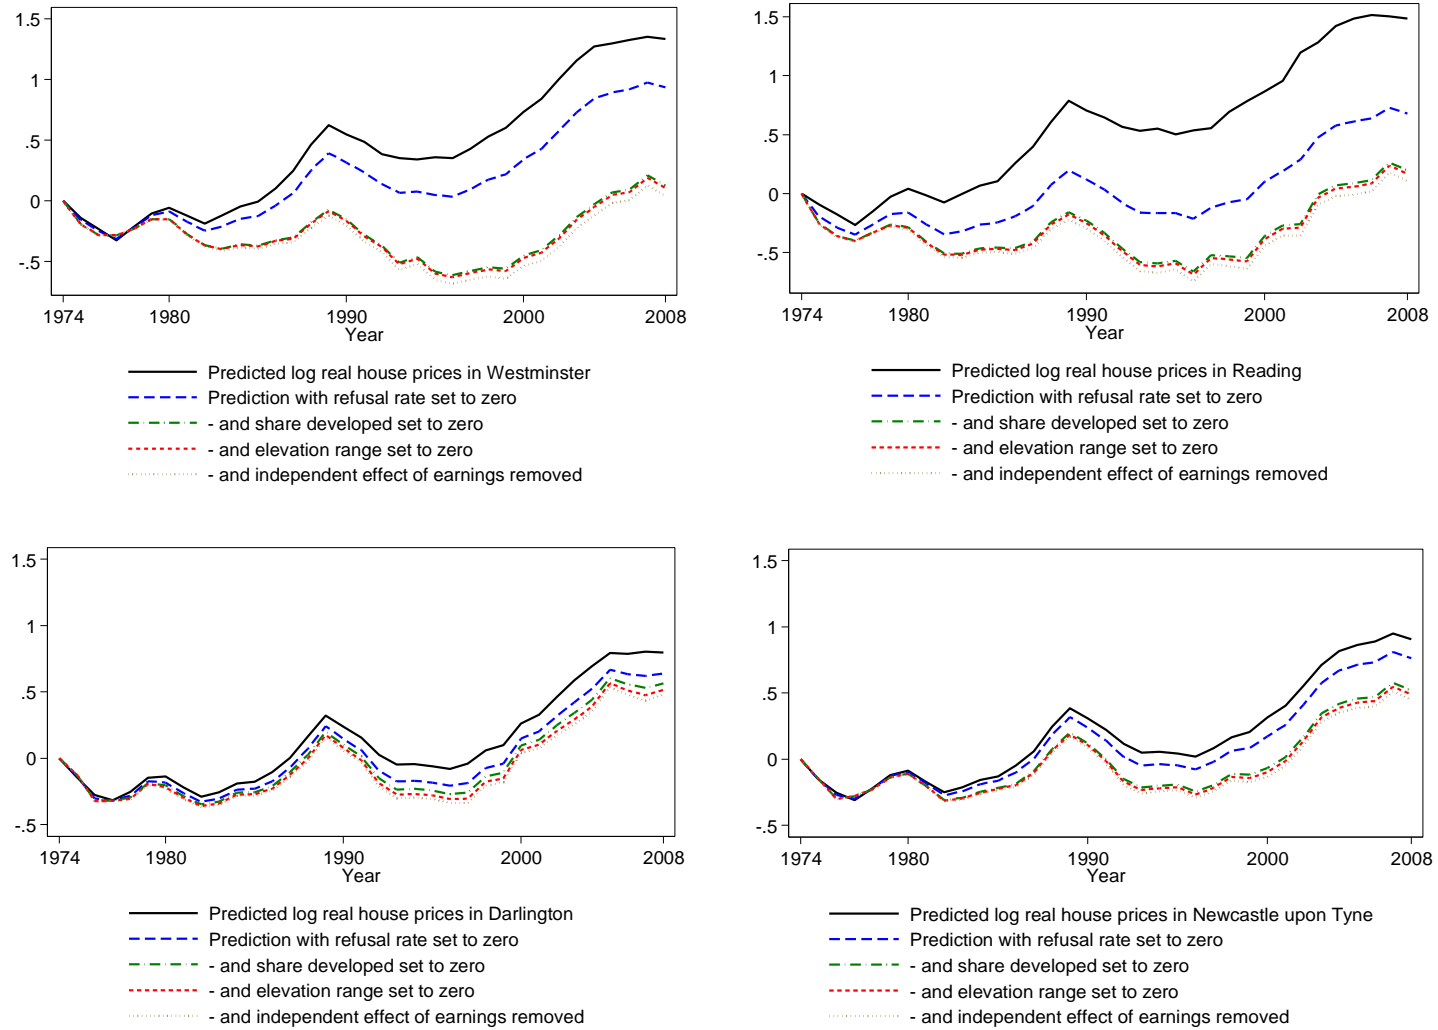 1.5
1
.5
0
-.5
1974
1980
1990
2000
2008
Year
Predicted log real house prices in Westminster
Prediction with refusal rate set to zero
- and share developed set to zero
- and elevation range set to zero
- and independent effect of earnings removed
1.5
1
.5
0
-.5
1974
1980
1990
2000
2008
Year
Predicted log real house prices in Reading
Prediction with refusal rate set to zero
- and share developed set to zero
- and elevation range set to zero
- and independent effect of earnings removed
1.5
1
.5
0
-.5
1974
1980
1990
2000
2008
Year
Predicted log real house prices in Darlington
Prediction with refusal rate set to zero
- and share developed set to zero
- and elevation range set to zero
- and independent effect of earnings removed
1.5
1
.5
0
-.5
1974
1980
1990
2000
2008
Year
Predicted log real house prices in Newcastle upon Tyne
Prediction with refusal rate set to zero
- and share developed set to zero
- and elevation range set to zero
- and independent effect of earnings removed